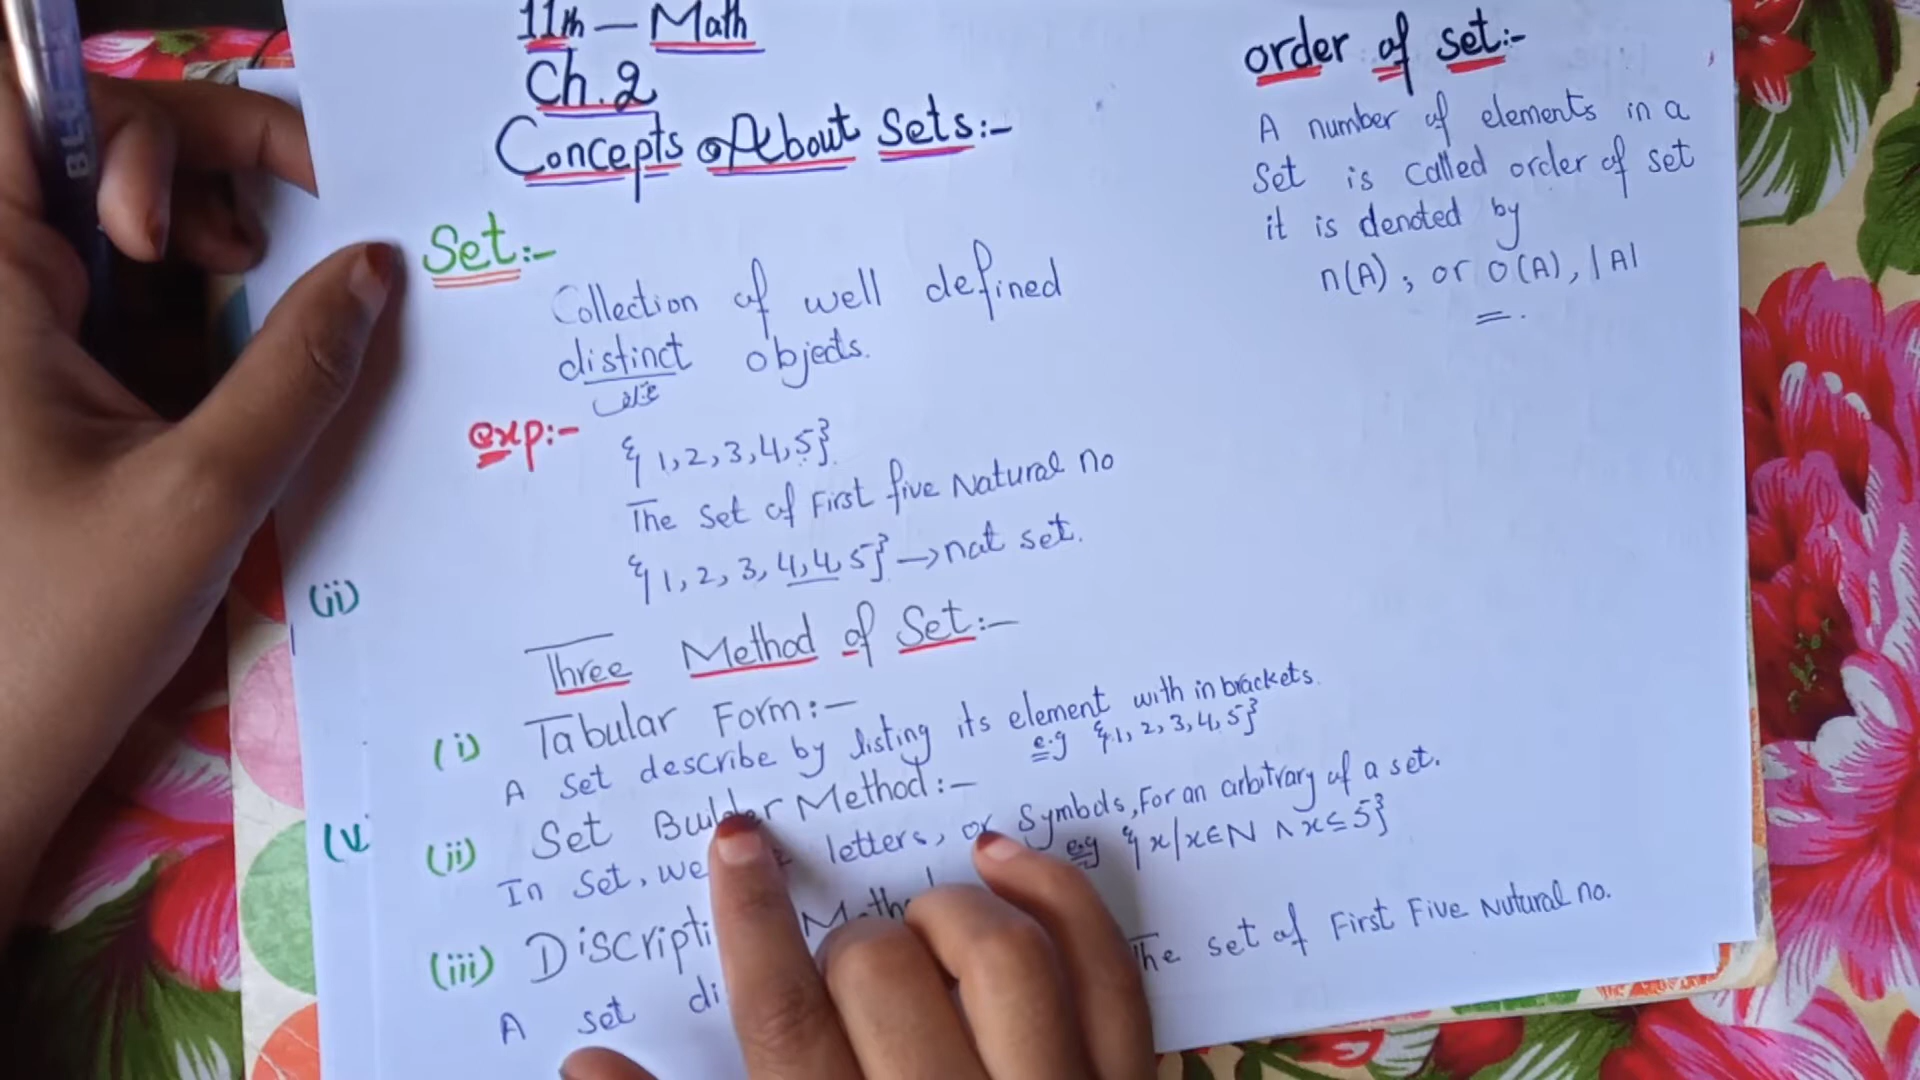 11th — Math
Ch.2
Concepts About Sets:-
Set:-
Collection of well defined
distinct objects.
exp:- { 1,2,3,4,5}
The Set of First five Natural no
{1, 2, 3, 4,4, 5} → nat set.
(ii)
Three Method of Set:-
(i) Tabular Form:-
A set describe by listing its element with in brackets.
e.g {1, 2, 3, 4, 5}
(ii) Set Builder Method:-
In Set, we letters, or Symbols, For an arbitrary of a set.
e.g { x/x∈N ∧ x≤5}
(iii)
A set
The set of First Five Nutural no.
order of set:-
A number of elements in a
Set is called order of set
it is denoted by
n(A) ; or O(A), |A|
BLUE